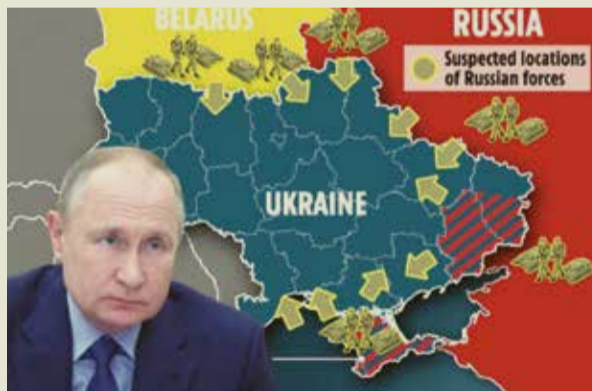 BELARUS
RUSSIA
Suspected locations
of Russian forces
UKRAINE